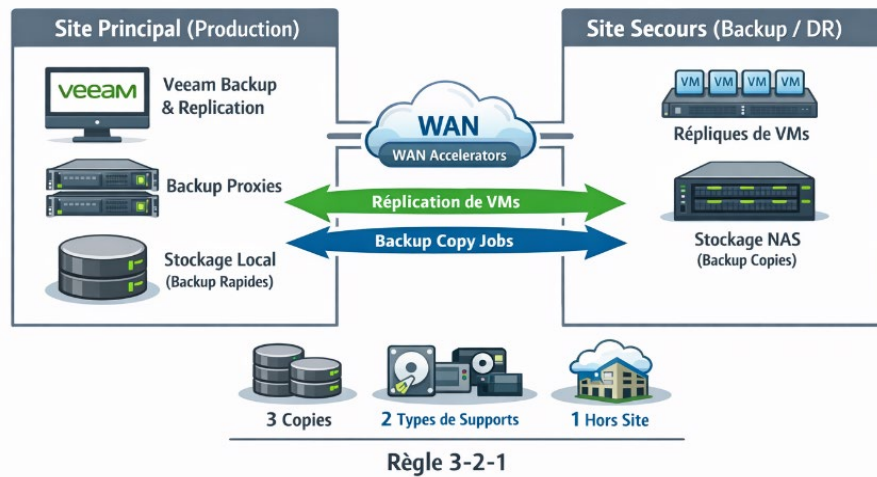 Site Principal (Production)
veeam
Veeam Backup
& Replication
Backup Proxies
Stockage Local
(Backup Rapides)
WAN
WAN Accelerators
Réplication de VMs
Backup Copy Jobs
Site Secours (Backup / DR)
VM VM VM VM
Répliques de VMs
Stockage NAS
(Backup Copies)
3 Copies
2 Types de Supports
1 Hors Site
Règle 3-2-1